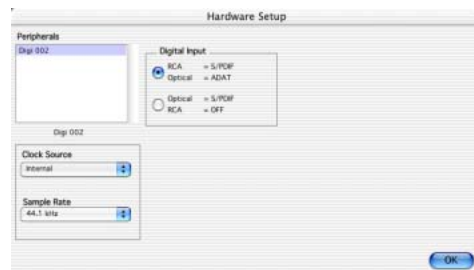 Hardware Setup
Peripherals
Digi 002
Digital Input
RCA = S/PDIF
Optical = ADAT
Optical = S/PDIF
RCA = OFF
Digi 002
Clock Source
Internal
Sample Rate
44.1 kHz
OK